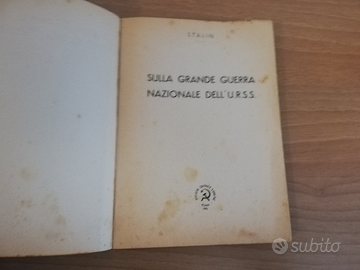 STALIN
SULLA GRANDE GUERRA
NAZIONALE DELL'U.R.S.S.
subito